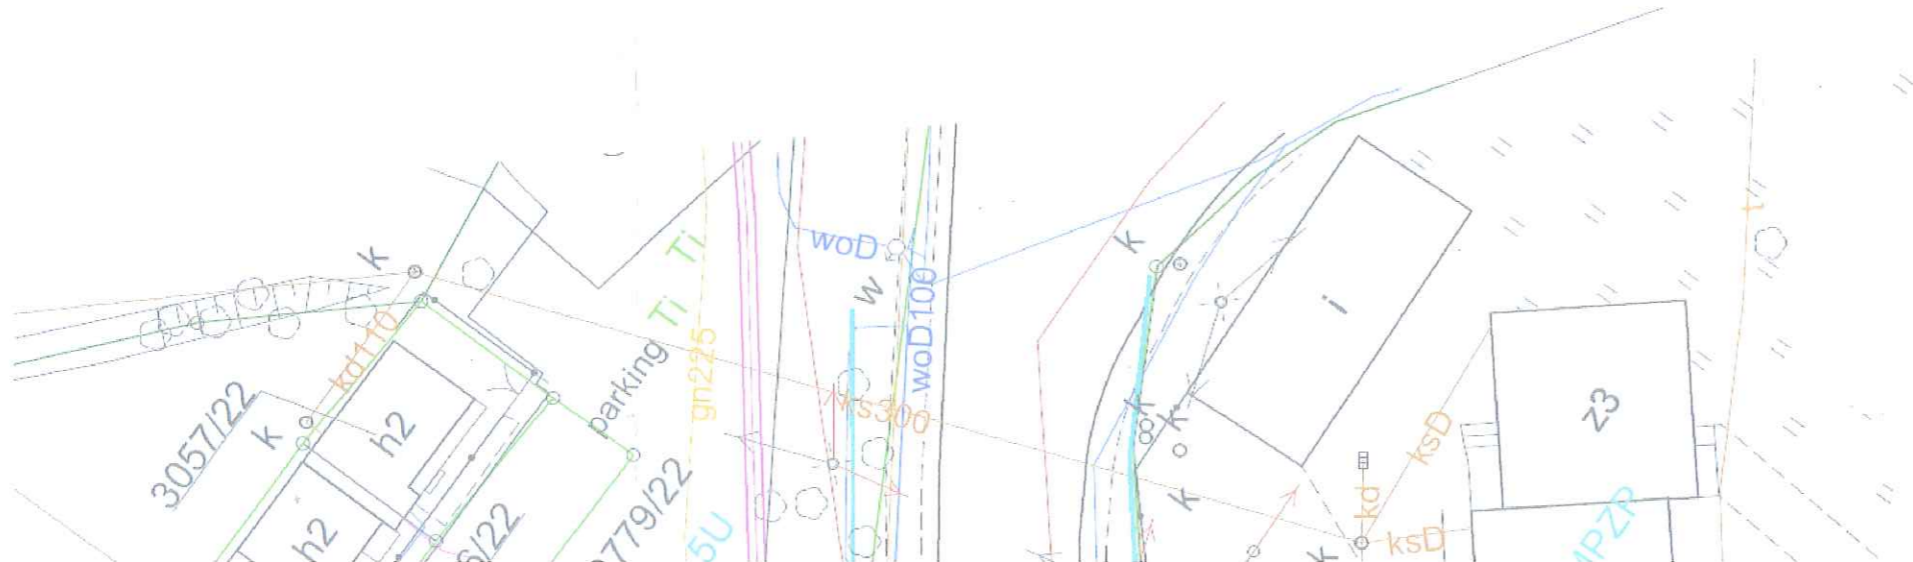 k
woD
Ti
k
w
Ti
woD100
i
t
kd110
gn225
parking
3057/22
h2
k
ks300
k
k
ksD
z3
h2
6/22
2779/22
5U
k
kd
k
ksD
MPZP